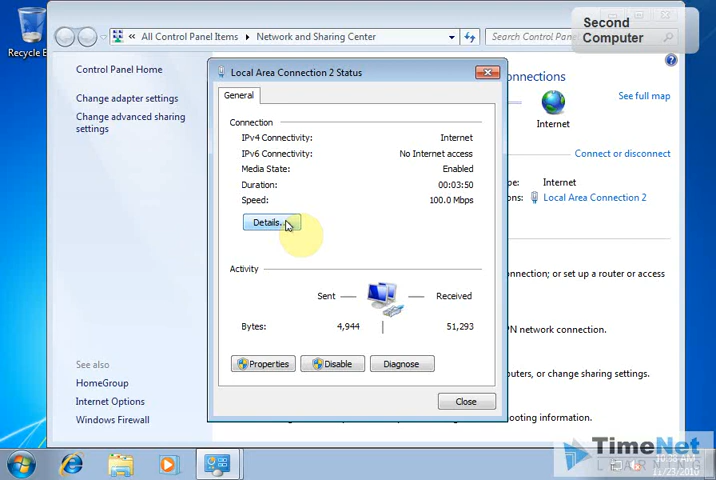 Second
Computer
Recycle
All Control Panel Items
Network and Sharing Center
Search Control
Control Panel Home
Change adapter settings
Change advanced sharing
settings
See also
HomeGroup
Internet Options
Windows Firewall
Local Area Connection 2 Status
General
Connection
IPv4 Connectivity: Internet
IPv6 Connectivity: No Internet access
Media State: Enabled
Duration: 00:03:50
Speed: 100.0 Mbps
Details...
Activity
Sent
Received
Bytes: 4,944 51,293
Properties
Disable
Diagnose
Close
onnections
See full map
Internet
Connect or disconnect
pe: Internet
ons: Local Area Connection 2
onnection; or set up a router or access
PN network connection.
uters, or change sharing settings.
ooting information.
TimeNet
LEARNING
11/23/2010